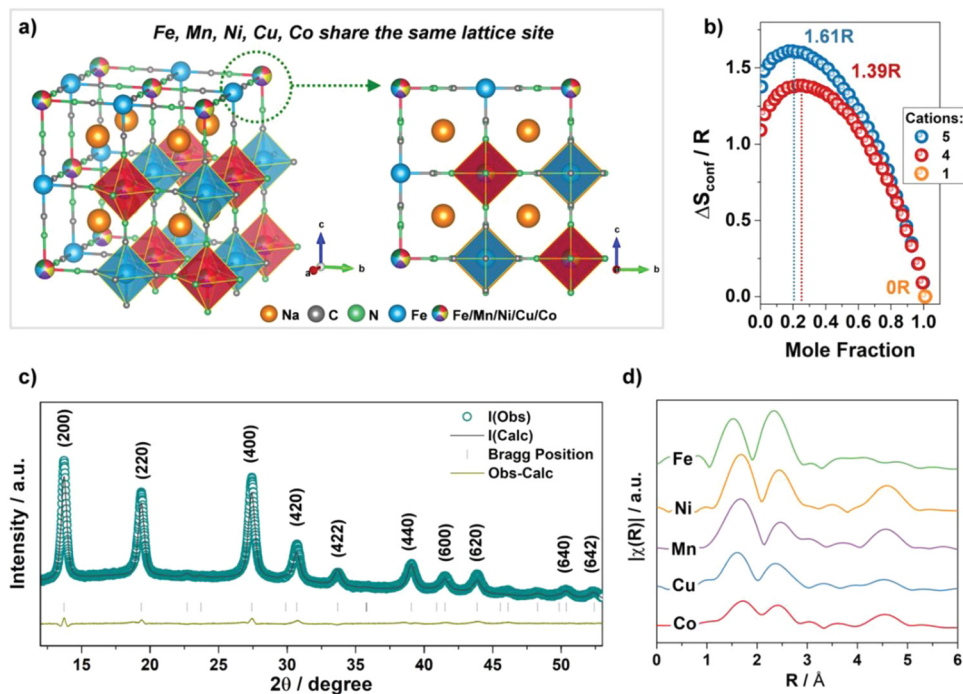 a)
Fe, Mn, Ni, Cu, Co share the same lattice site
c
a
b
c
b
Na C N Fe Fe/Mn/Ni/Cu/Co
b)
1.61R
1.39R
Cations:
5
4
1
0R
ΔSconf / R
1.5
1.0
0.5
0.0
0.0 0.2 0.4 0.6 0.8 1.0
Mole Fraction
c)
I(Obs)
I(Calc)
Bragg Position
Obs-Calc
(200)
(220)
(400)
(420)
(422)
(440)
(600)
(620)
(640)
(642)
Intensity / a.u.
15 20 25 30 35 40 45 50
2θ / degree
d)
|χ(R)| / a.u.
Fe
Ni
Mn
Cu
Co
0 1 2 3 4 5 6
R / Å